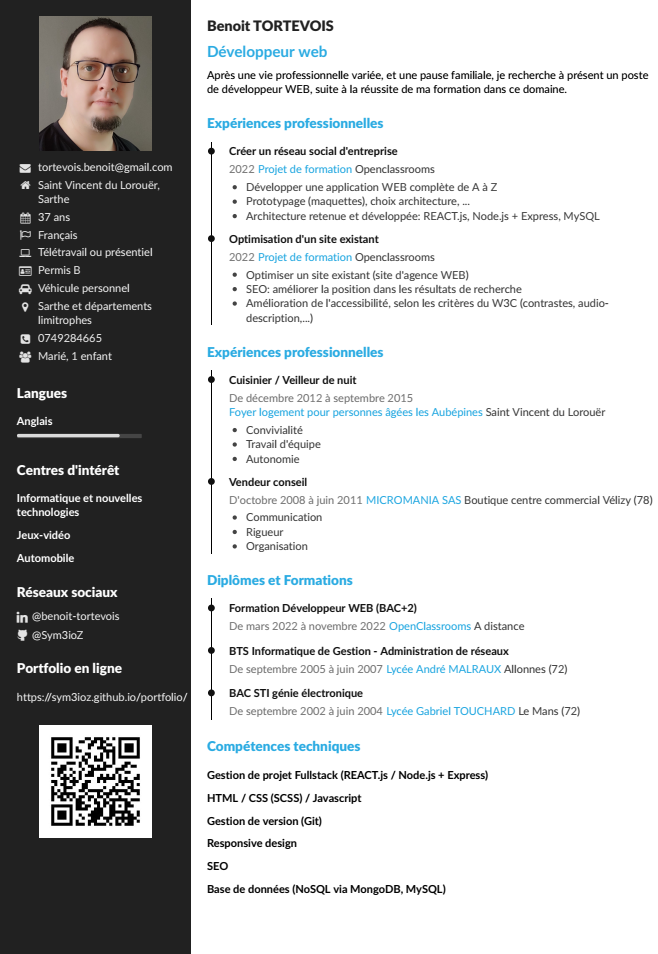 tortevois.benoit@gmail.com
Saint Vincent du Lorouër,
Sarthe
37 ans
Français
Télétravail ou présentiel
Permis B
Véhicule personnel
Sarthe et départements
limitrophes
0749284665
Marié, 1 enfant
Langues
Anglais
Centres d'intérêt
Informatique et nouvelles
technologies
Jeux-vidéo
Automobile
Réseaux sociaux
@benoit-tortevois
@Sym3ioZ
Portfolio en ligne
https://sym3ioz.github.io/portfolio/
Benoit TORTEVOIS
Développeur web
Après une vie professionnelle variée, et une pause familiale, je recherche à présent un poste
de développeur WEB, suite à la réussite de ma formation dans ce domaine.
Expériences professionnelles
Créer un réseau social d'entreprise
2022 Projet de formation Openclassrooms
• Développer une application WEB complète de A à Z
• Prototypage (maquettes), choix architecture, ...
• Architecture retenue et développée: REACT.js, Node.js + Express, MySQL
Optimisation d'un site existant
2022 Projet de formation Openclassrooms
• Optimiser un site existant (site d'agence WEB)
• SEO: améliorer la position dans les résultats de recherche
• Amélioration de l'accessibilité, selon les critères du W3C (contrastes, audio-
description,...)
Expériences professionnelles
Cuisinier / Veilleur de nuit
De décembre 2012 à septembre 2015
Foyer logement pour personnes âgées les Aubépines Saint Vincent du Lorouër
• Convivialité
• Travail d'équipe
• Autonomie
Vendeur conseil
D'octobre 2008 à juin 2011 MICROMANIA SAS Boutique centre commercial Vélizy (78)
• Communication
• Rigueur
• Organisation
Diplômes et Formations
Formation Développeur WEB (BAC+2)
De mars 2022 à novembre 2022 OpenClassrooms A distance
BTS Informatique de Gestion - Administration de réseaux
De septembre 2005 à juin 2007 Lycée André MALRAUX Allonnes (72)
BAC STI génie électronique
De septembre 2002 à juin 2004 Lycée Gabriel TOUCHARD Le Mans (72)
Compétences techniques
Gestion de projet Fullstack (REACT.js / Node.js + Express)
HTML / CSS (SCSS) / Javascript
Gestion de version (Git)
Responsive design
SEO
Base de données (NoSQL via MongoDB, MySQL)